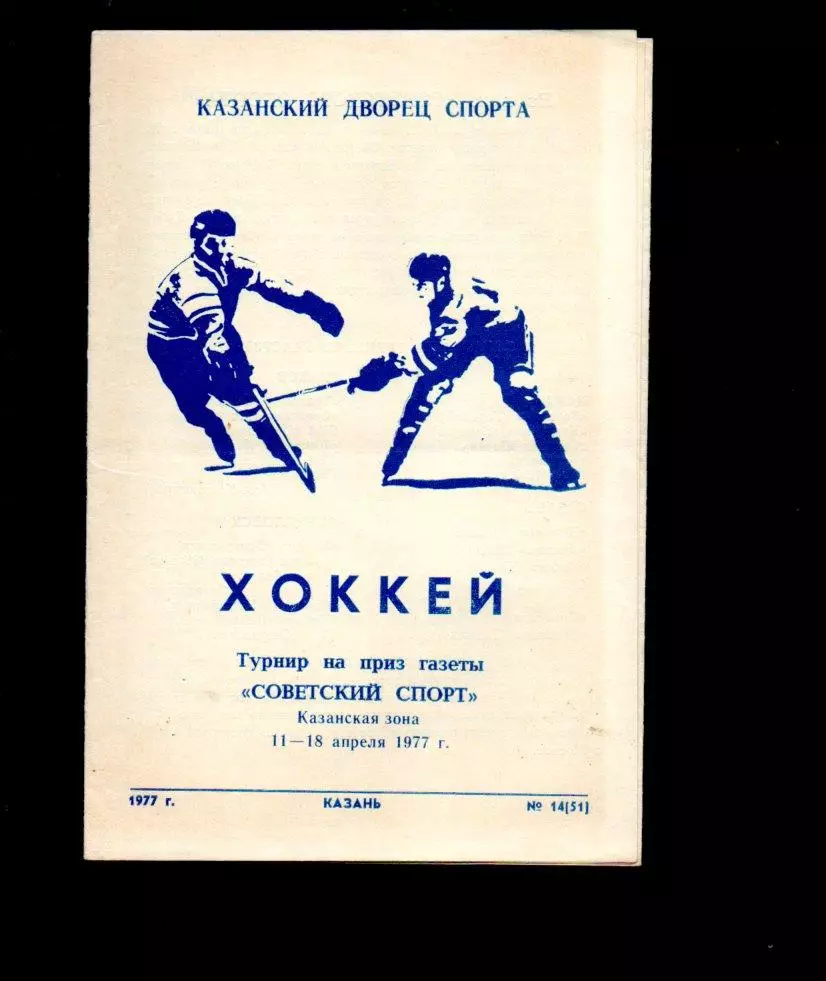 КАЗАНСКИЙ ДВОРЕЦ СПОРТА
ХОККЕЙ
Турнир на приз газеты
«СОВЕТСКИЙ СПОРТ»
Казанская зона
11—18 апреля 1977 г.
1977 г. КАЗАНЬ № 14[51]